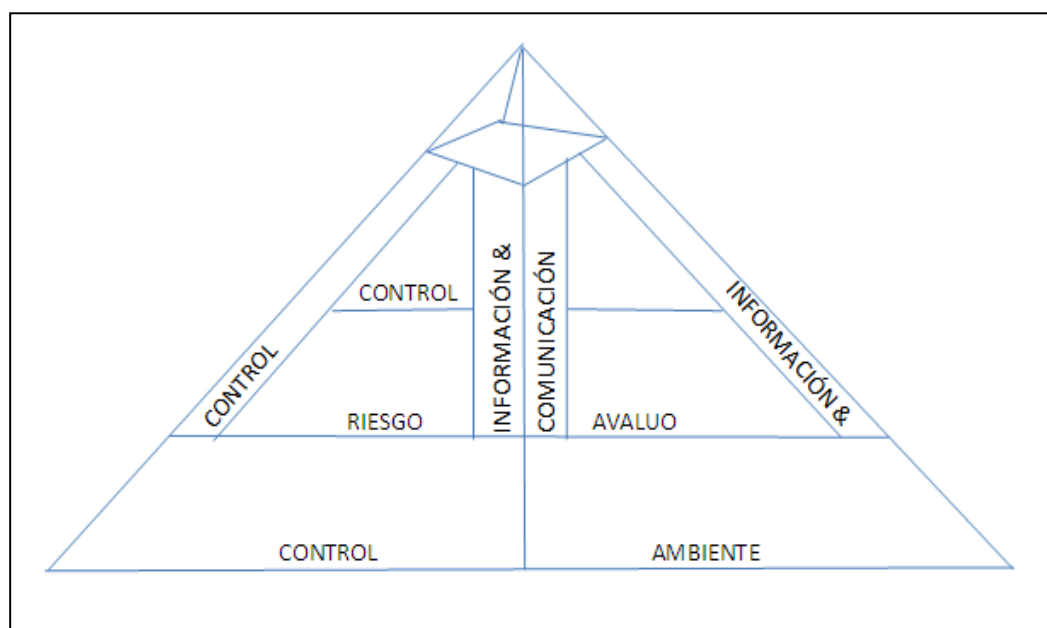 CONTROL
INFORMACIÓN &
COMUNICACIÓN
CONTROL
INFORMACIÓN &
RIESGO
AVALUO
CONTROL
AMBIENTE